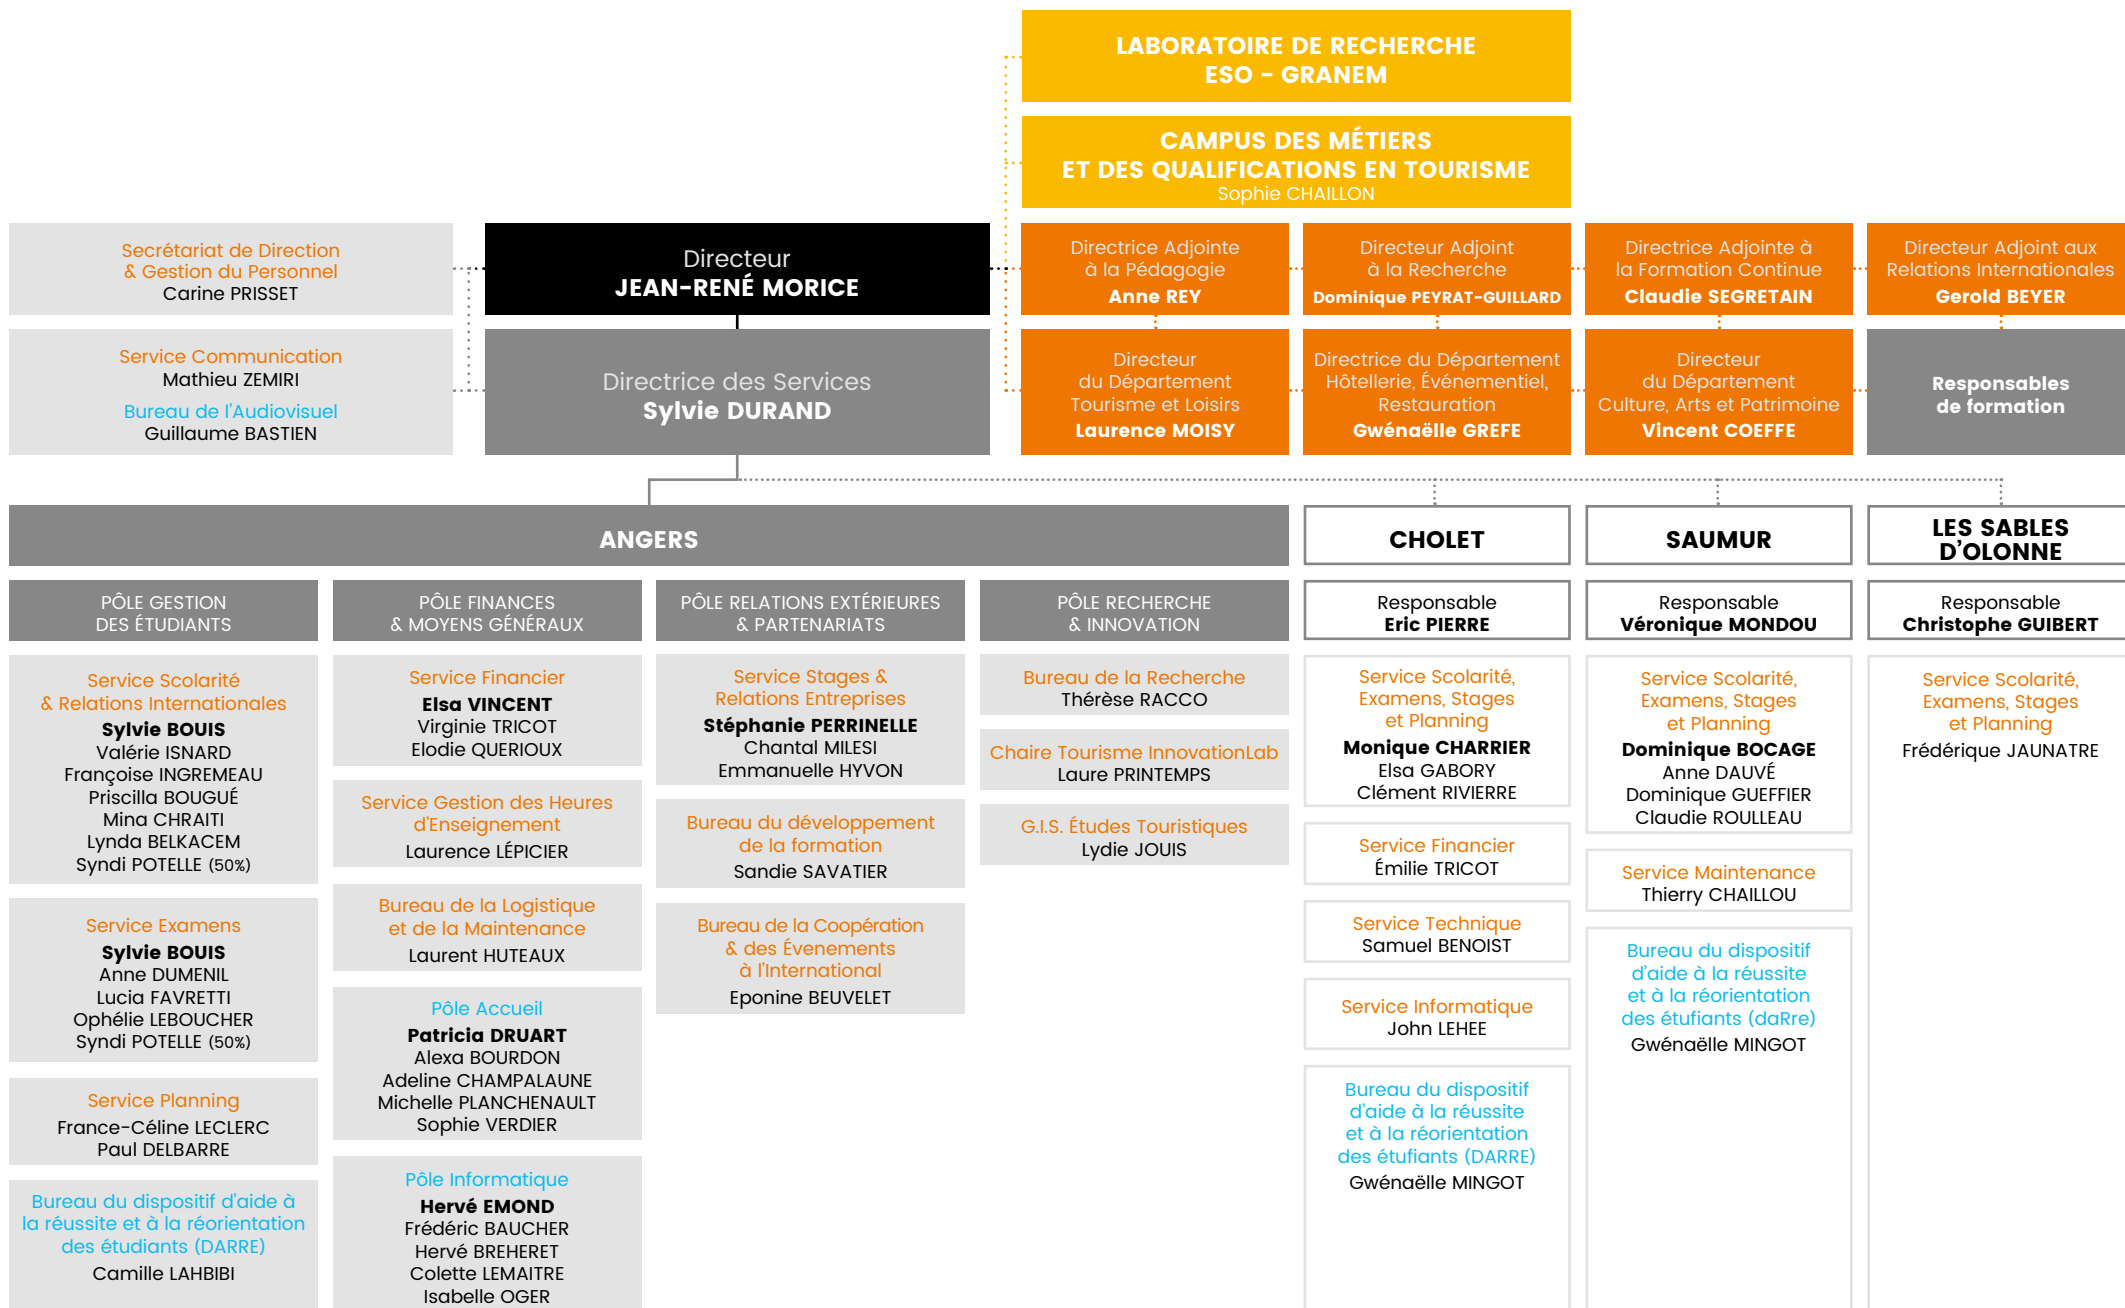 LABORATOIRE DE RECHERCHE
ESO - GRANEM
CAMPUS DES MÉTIERS
ET DES QUALIFICATIONS EN TOURISME
Sophie CHAILLON
Secrétariat de Direction
& Gestion du Personnel
Carine PRISSET
Directeur
JEAN-RENÉ MORICE
Directrice Adjointe
à la Pédagogie
Anne REY
Directeur Adjoint
à la Recherche
Dominique PEYRAT-GUILLARD
Directrice Adjointe à
la Formation Continue
Claudie SEGRETAIN
Directeur Adjoint aux
Relations Internationales
Gerold BEYER
Service Communication
Mathieu ZEMIRI
Bureau de l'Audiovisuel
Guillaume BASTIEN
Directrice des Services
Sylvie DURAND
Directeur
du Département
Tourisme et Loisirs
Laurence MOISY
Directrice du Département
Hôtellerie, Événementiel,
Restauration
Gwénaëlle GREFE
Directeur
du Département
Culture, Arts et Patrimoine
Vincent COEFFE
Responsables
de formation
ANGERS
CHOLET
SAUMUR
LES SABLES
D'OLONNE
PÔLE GESTION
DES ÉTUDIANTS
PÔLE FINANCES
& MOYENS GÉNÉRAUX
PÔLE RELATIONS EXTÉRIEURES
& PARTENARIATS
PÔLE RECHERCHE
& INNOVATION
Responsable
Eric PIERRE
Responsable
Véronique MONDOU
Responsable
Christophe GUIBERT
Service Scolarité
& Relations Internationales
Sylvie BOUIS
Valérie ISNARD
Françoise INGREMEAU
Priscilla BOUGUÉ
Mina CHRAITI
Lynda BELKACEM
Syndi POTELLE (50%)
Service Examens
Sylvie BOUIS
Anne DUMENIL
Lucia FAVRETTI
Ophélie LEBOUCHER
Syndi POTELLE (50%)
Service Planning
France-Céline LECLERC
Paul DELBARRE
Bureau du dispositif d'aide à
la réussite et à la réorientation
des étudiants (DARRE)
Camille LAHBIBI
Service Financier
Elsa VINCENT
Virginie TRICOT
Elodie QUERIOUX
Service Gestion des Heures
d'Enseignement
Laurence LÉPICIER
Bureau de la Logistique
et de la Maintenance
Laurent HUTEAUX
Pôle Accueil
Patricia DRUART
Alexa BOURDON
Adeline CHAMPALAUNE
Michelle PLANCHENAULT
Sophie VERDIER
Pôle Informatique
Hervé EMOND
Frédéric BAUCHER
Hervé BREHERET
Colette LEMAITRE
Isabelle OGER
Service Stages &
Relations Entreprises
Stéphanie PERRINELLE
Chantal MILESI
Emmanuelle HYVON
Bureau du développement
de la formation
Sandie SAVATIER
Bureau de la Coopération
& des Évenements
à l'International
Eponine BEUVELET
Bureau de la Recherche
Thérèse RACCO
Chaire Tourisme InnovationLab
Laure PRINTEMPS
G.I.S. Études Touristiques
Lydie JOUIS
Service Scolarité,
Examens, Stages
et Planning
Monique CHARRIER
Elsa GABORY
Clément RIVIERRE
Service Financier
Émilie TRICOT
Service Technique
Samuel BENOIST
Service Informatique
John LEHEE
Bureau du dispositif
d'aide à la réussite
et à la réorientation
des étufiants (DARRE)
Gwénaëlle MINGOT
Service Scolarité,
Examens, Stages
et Planning
Dominique BOCAGE
Anne DAUVÉ
Dominique GUEFFIER
Claudie ROULLEAU
Service Maintenance
Thierry CHAILLOU
Bureau du dispositif
d'aide à la réussite
et à la réorientation
des étufiants (daRre)
Gwénaëlle MINGOT
Service Scolarité,
Examens, Stages
et Planning
Frédérique JAUNATRE